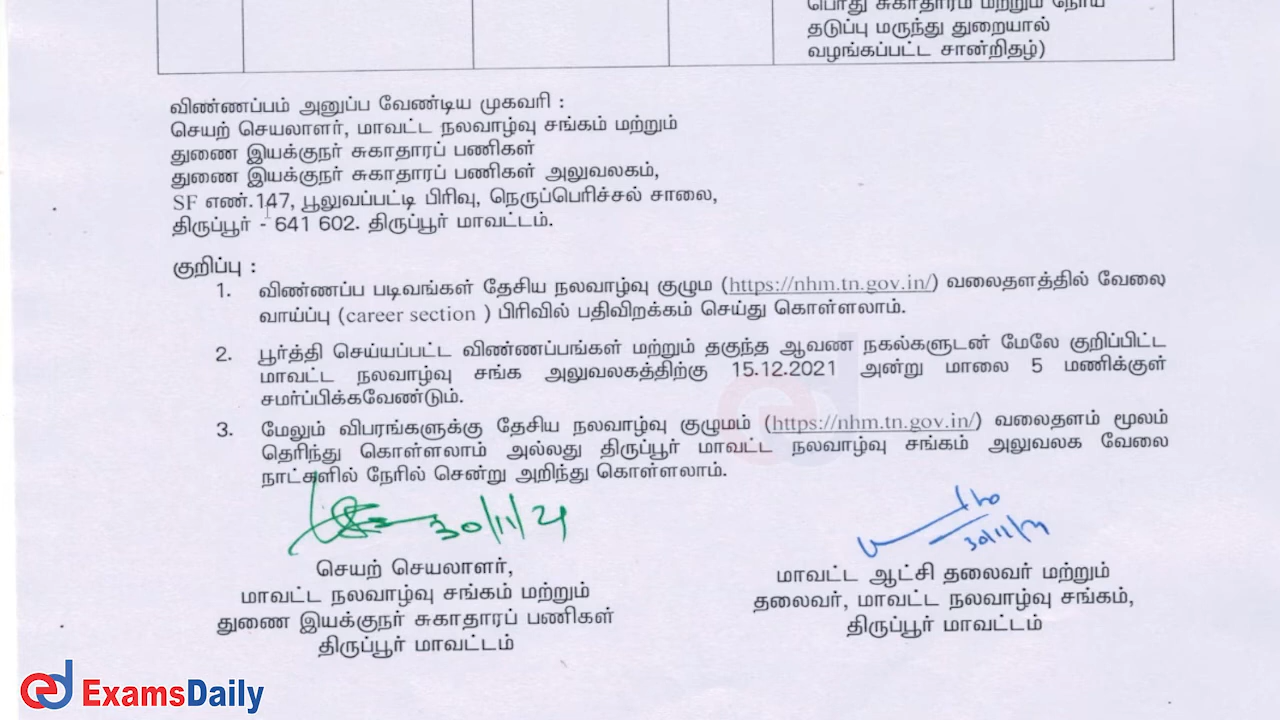 பொது சுகாதாரம் மற்றும் நோய்
தடுப்பு மருந்து துறையால்
வழங்கப்பட்ட சான்றிதழ்)
விண்ணப்பம் அனுப்ப வேண்டிய முகவரி :
செயற் செயலாளர், மாவட்ட நலவாழ்வு சங்கம் மற்றும்
துணை இயக்குநர் சுகாதாரப் பணிகள்
துணை இயக்குநர் சுகாதாரப் பணிகள் அலுவலகம்,
SF எண்.147, பூலுவப்பட்டி பிரிவு, நெருப்பெரிச்சல் சாலை,
திருப்பூர் - 641 602. திருப்பூர் மாவட்டம்.
குறிப்பு :
1. விண்ணப்ப படிவங்கள் தேசிய நலவாழ்வு குழும (https://nhm.tn.gov.in/) வலைதளத்தில் வேலை
வாய்ப்பு (career section ) பிரிவில் பதிவிறக்கம் செய்து கொள்ளலாம்.
2. பூர்த்தி செய்யப்பட்ட விண்ணப்பங்கள் மற்றும் தகுந்த ஆவண நகல்களுடன் மேலே குறிப்பிட்ட
மாவட்ட நலவாழ்வு சங்க அலுவலகத்திற்கு 15.12.2021 அன்று மாலை 5 மணிக்குள்
சமர்ப்பிக்கவேண்டும்.
3. மேலும் விபரங்களுக்கு தேசிய நலவாழ்வு குழுமம் (https://nhm.tn.gov.in/) வலைதளம் மூலம்
தெரிந்து கொள்ளலாம் அல்லது திருப்பூர் மாவட்ட நலவாழ்வு சங்கம் அலுவலக வேலை
நாட்களில் நேரில் சென்று அறிந்து கொள்ளலாம்.
30/11/21
30/11/21
செயற் செயலாளர்,
மாவட்ட நலவாழ்வு சங்கம் மற்றும்
துணை இயக்குநர் சுகாதாரப் பணிகள்
திருப்பூர் மாவட்டம்
மாவட்ட ஆட்சி தலைவர் மற்றும்
தலைவர், மாவட்ட நலவாழ்வு சங்கம்,
திருப்பூர் மாவட்டம்
ExamsDaily